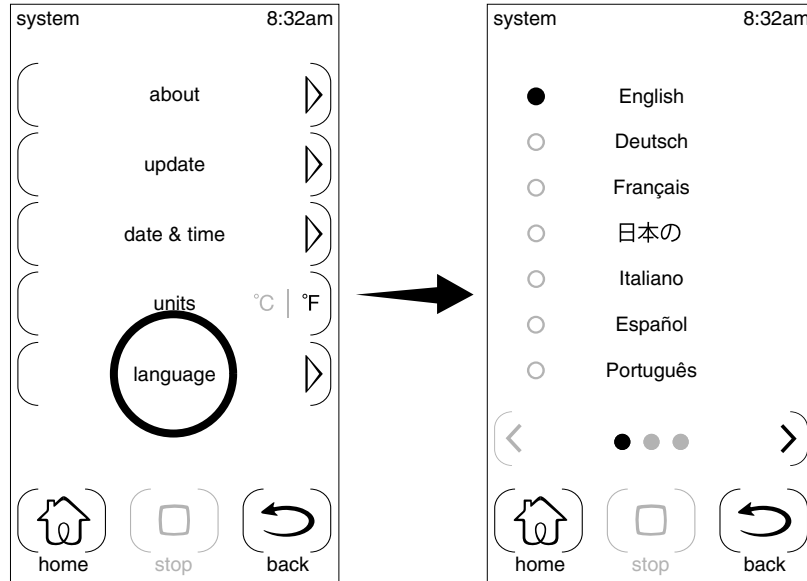 system 8:32am
about
update
date & time
units °C | °F
language
home stop back
system 8:32am
English
Deutsch
Français
日本の
Italiano
Español
Português
home stop back